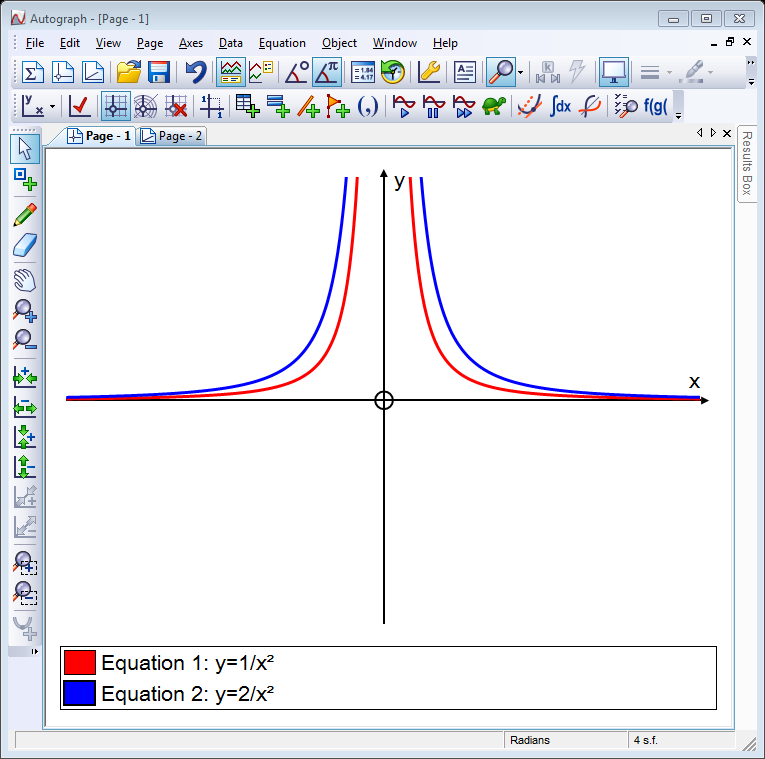 Autograph - [Page - 1]
File Edit View Page Axes Data Equation Object Window Help
∫dx f(g(
Page - 1 Page - 2
Results Box
y
x
Equation 1: y=1/x²
Equation 2: y=2/x²
Radians 4 s.f.